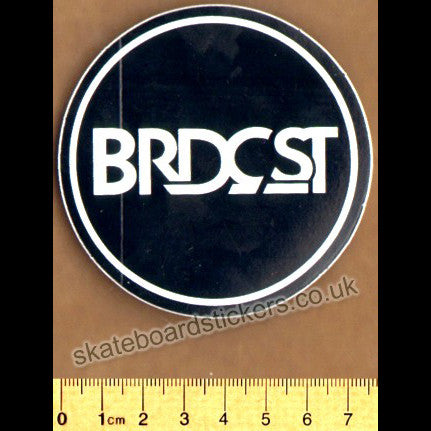 BRDCST
skateboardstickers.co.uk
0 1cm 2 3 4 5 6 7